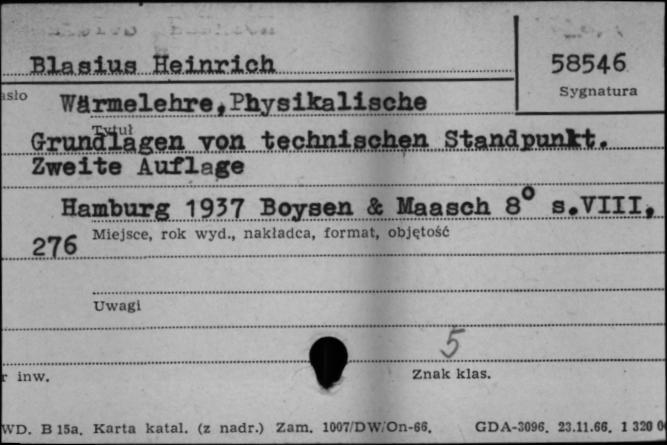 Blasius Heinrich
58546
Sygnatura
asło Wärmelehre,Physikalische
Tytuł
Grundlagen von technischen Standpunkt.
Zweite Auflage
Hamburg 1937 Boysen & Maasch 8° s.VIII,
276 Miejsce, rok wyd., nakładca, format, objętość
Uwagi
5
r inw.
Znak klas.
WD. B 15a. Karta katal. (z nadr.) Zam. 1007/DW/On-66. GDA-3096. 23.11.66. 1 320 0